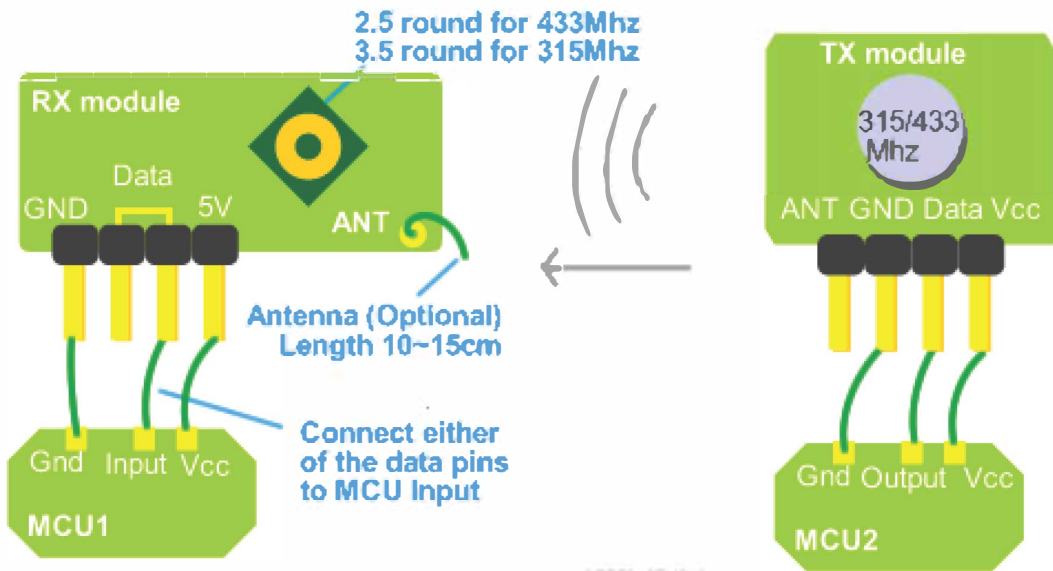 2.5 round for 433Mhz
3.5 round for 315Mhz
RX module
Data
GND
5V
ANT
Antenna (Optional)
Length 10~15cm
Connect either
of the data pins
to MCU Input
Gnd Input Vcc
MCU1
TX module
315/433
Mhz
ANT GND Data Vcc
Gnd Output Vcc
MCU2